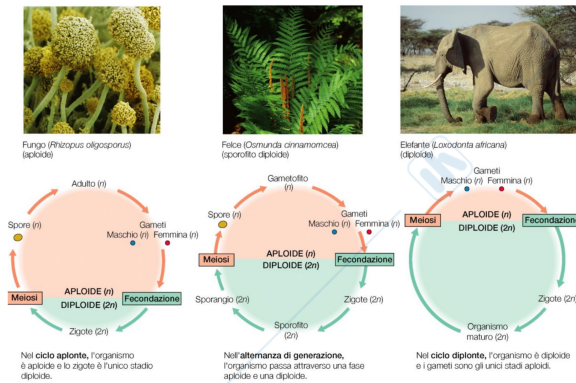 Fungo (Rhizopus oligosporus)
(aploide)
Adulto (n)
Spore (n)
Gameti
Maschio (n) Femmina (n)
APLOIDE (n)
DIPLOIDE (2n)
Meiosi
Fecondazione
Zigote (2n)
Nel ciclo aplonte, l'organismo
è aploide e lo zigote è l'unico stadio
diploide.
Felce (Osmunda cinnamomcea)
(sporofito diploide)
Gametofito
(n)
Spore (n)
Gameti
Maschio (n) Femmina (n)
APLOIDE (n)
DIPLOIDE (2n)
Meiosi
Fecondazione
Sporangio (2n)
Zigote (2n)
Sporofito
(2n)
Nell'alternanza di generazione,
l'organismo passa attraverso una fase
aploide e una diploide.
Elefante (Loxodonta africana)
(diploide)
Gameti
Maschio (n) Femmina (n)
Meiosi
APLOIDE (n)
DIPLOIDE (2n)
Fecondazione
Zigote (2n)
Organismo
maturo (2n)
Nel ciclo diplonte, l'organismo è diploide
e i gameti sono gli unici stadi aploidi.